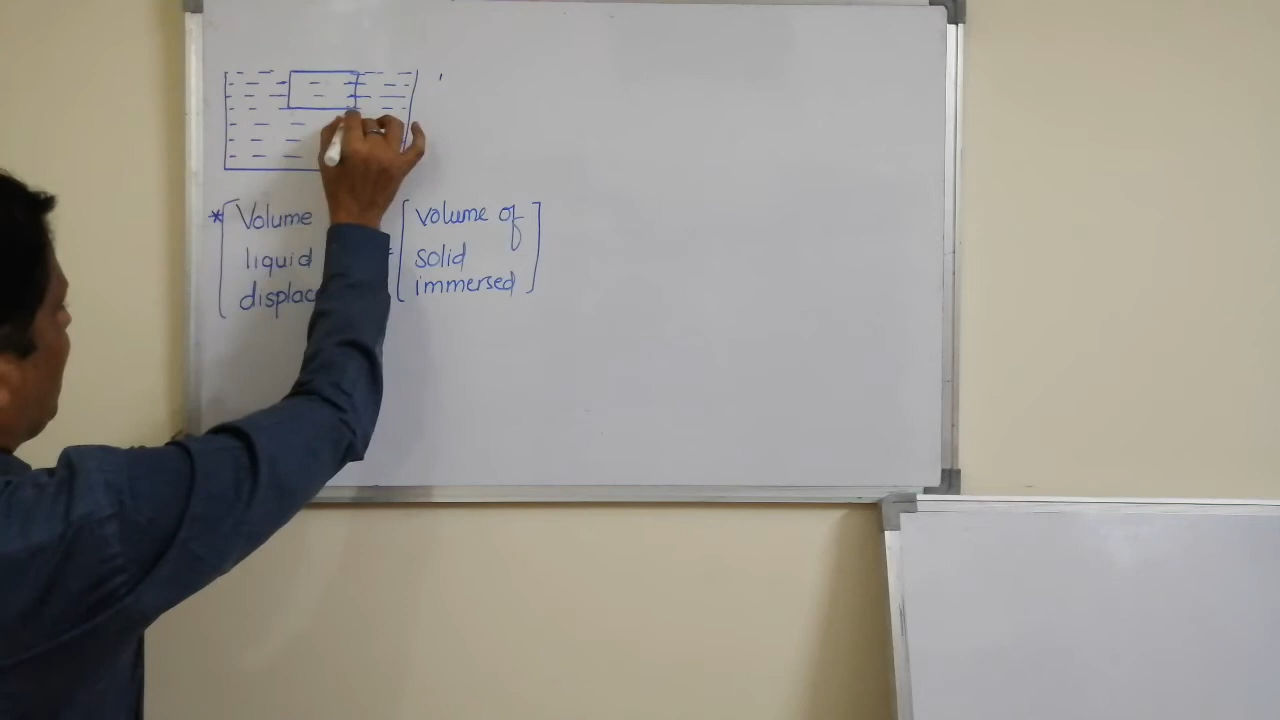 * Volume
liquid
displac
= volume of
solid
immersed